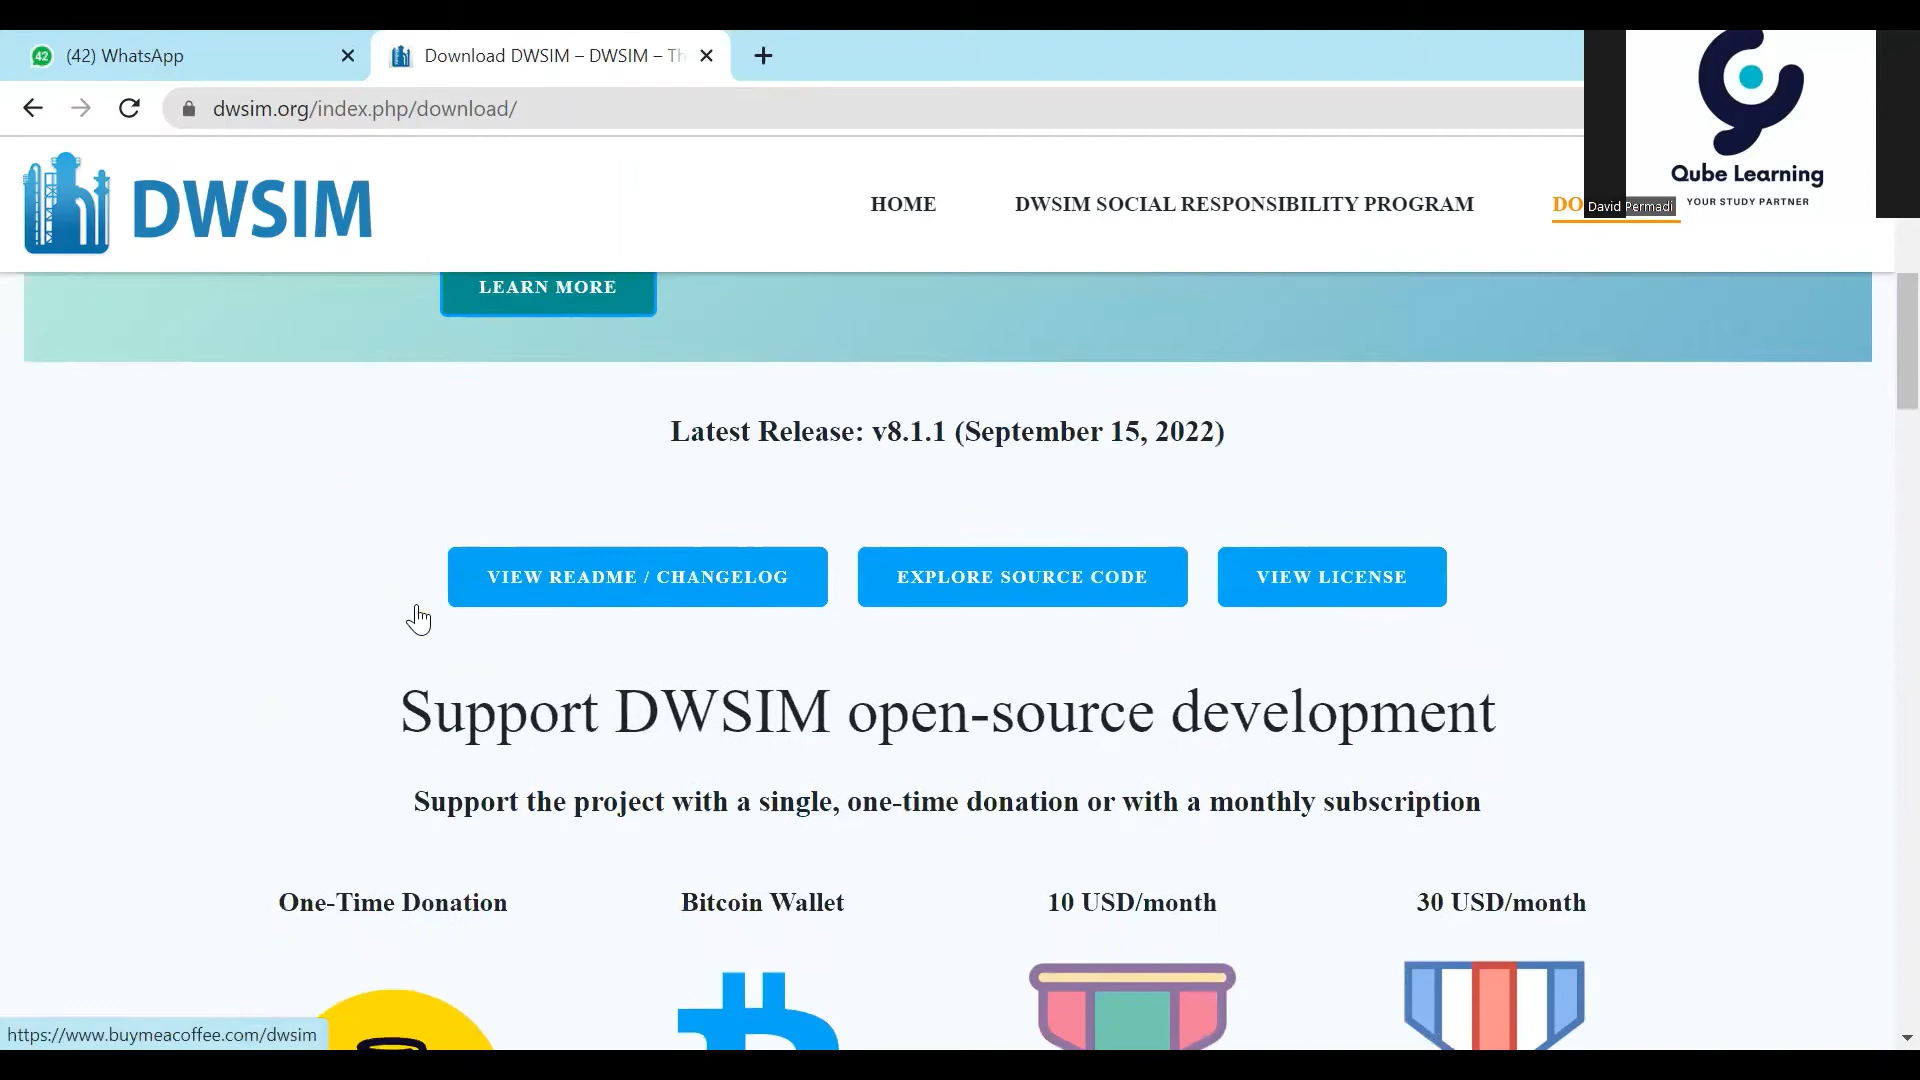 42 (42) WhatsApp
Download DWSIM – DWSIM – Th
dwsim.org/index.php/download/
DWSIM
HOME
DWSIM SOCIAL RESPONSIBILITY PROGRAM
DO
David Permadi
Qube Learning
YOUR STUDY PARTNER
LEARN MORE
Latest Release: v8.1.1 (September 15, 2022)
VIEW README / CHANGELOG
EXPLORE SOURCE CODE
VIEW LICENSE
Support DWSIM open-source development
Support the project with a single, one-time donation or with a monthly subscription
One-Time Donation
Bitcoin Wallet
10 USD/month
30 USD/month
https://www.buymeacoffee.com/dwsim